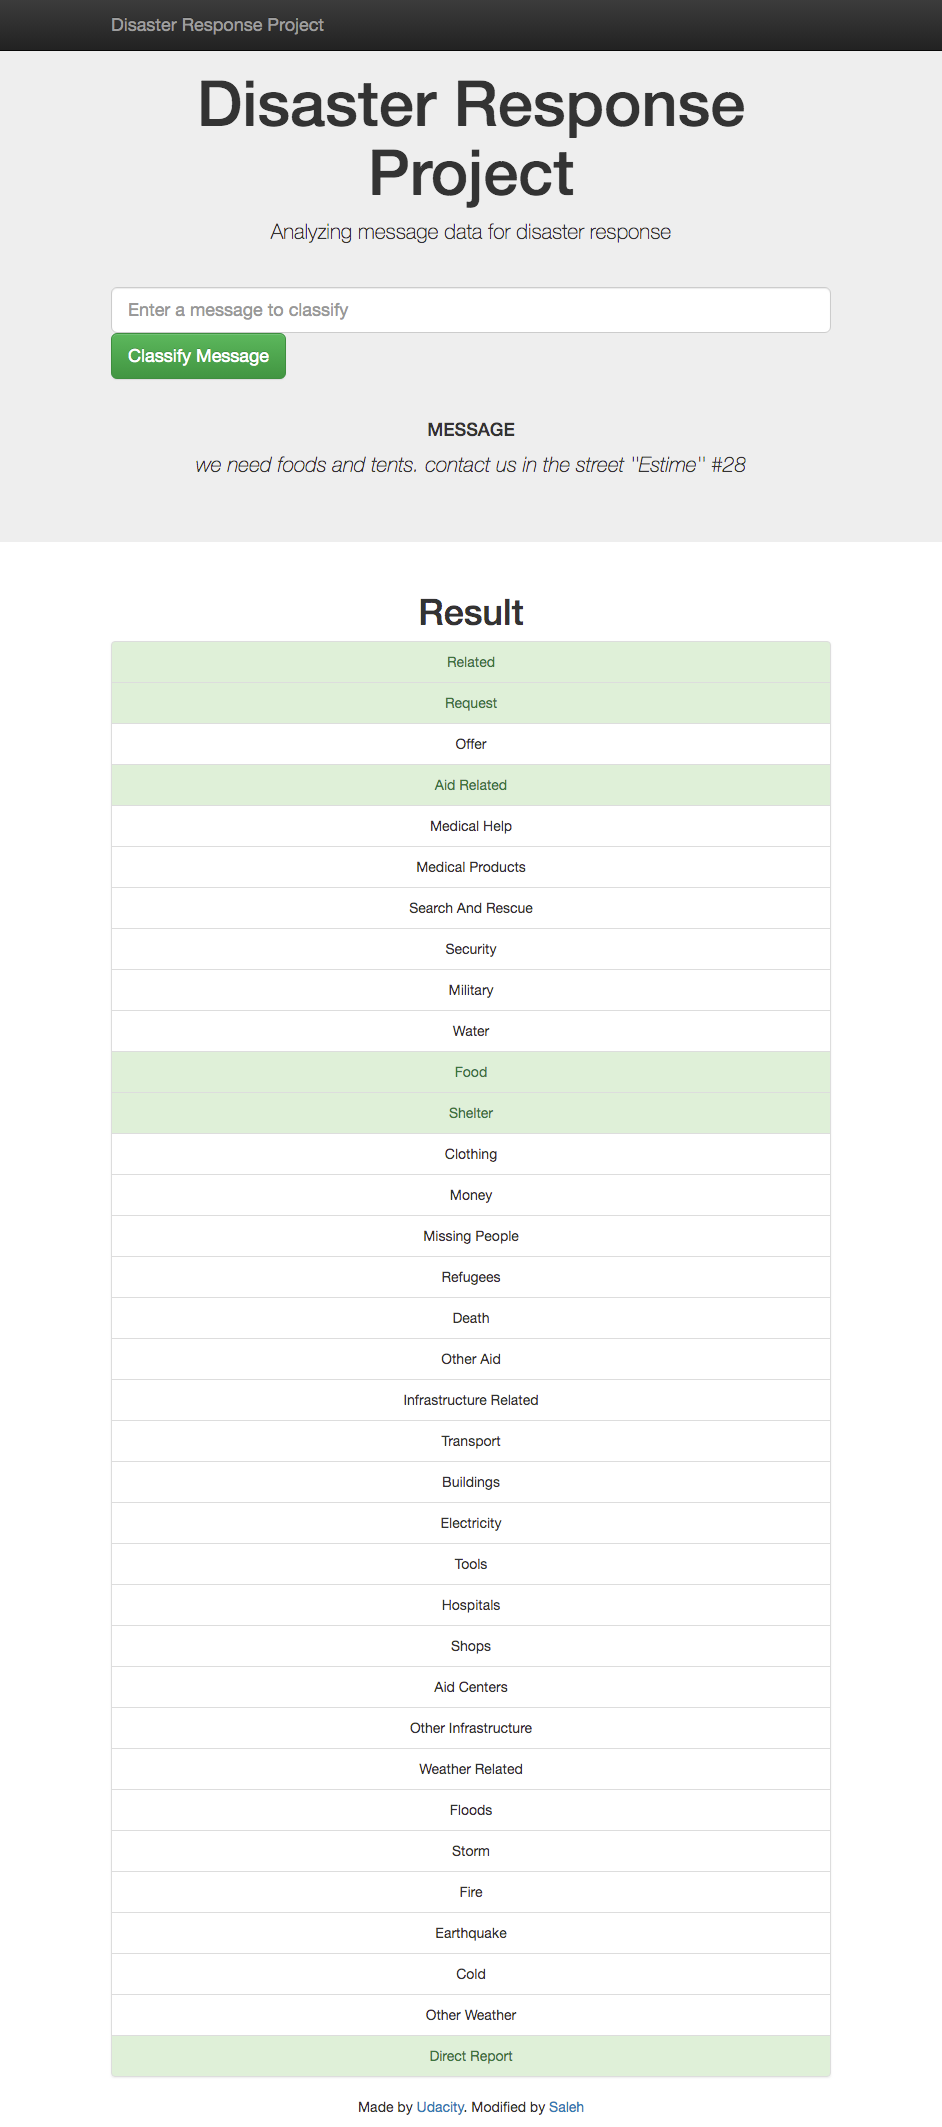 Disaster Response Project
Disaster Response
Project
Analyzing message data for disaster response
Enter a message to classify
Classify Message
MESSAGE
we need foods and tents. contact us in the street "Estime" #28
Result
Related
Request
Offer
Aid Related
Medical Help
Medical Products
Search And Rescue
Security
Military
Water
Food
Shelter
Clothing
Money
Missing People
Refugees
Death
Other Aid
Infrastructure Related
Transport
Buildings
Electricity
Tools
Hospitals
Shops
Aid Centers
Other Infrastructure
Weather Related
Floods
Storm
Fire
Earthquake
Cold
Other Weather
Direct Report
Made by Udacity. Modified by Saleh